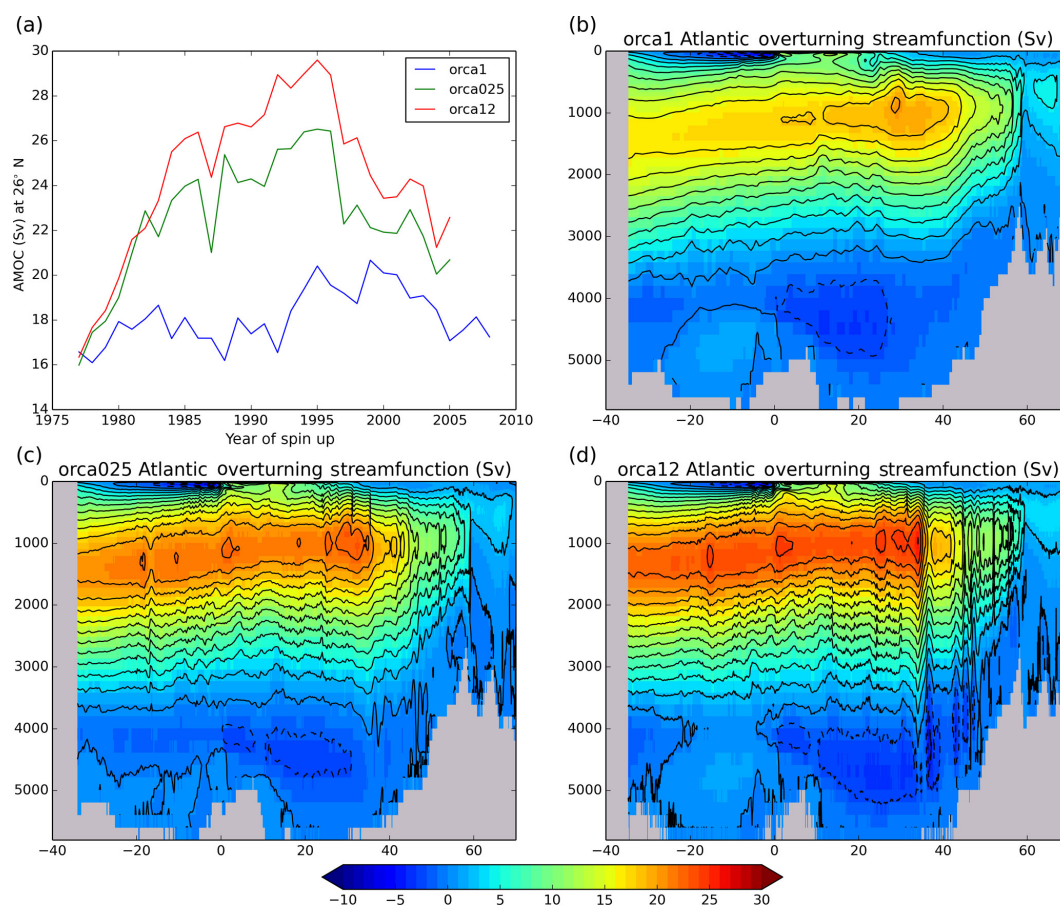 (a)
30
28
26
24
22
20
18
16
14
AMOC (Sv) at 26° N
orca1
orca025
orca12
1975 1980 1985 1990 1995 2000 2005 2010
Year of spin up
(b)
orca1 Atlantic overturning streamfunction (Sv)
0
1000
2000
3000
4000
5000
−40 −20 0 20 40 60
(c)
orca025 Atlantic overturning streamfunction (Sv)
0
1000
2000
3000
4000
5000
−40 −20 0 20 40 60
(d)
orca12 Atlantic overturning streamfunction (Sv)
0
1000
2000
3000
4000
5000
−40 −20 0 20 40 60
−10 −5 0 5 10 15 20 25 30